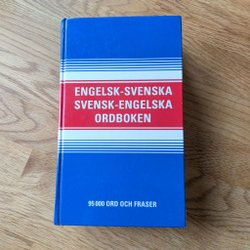 ENGELSK-SVENSKA
SVENSK-ENGELSKA
ORDBOKEN
95 000 ORD OCH FRASER